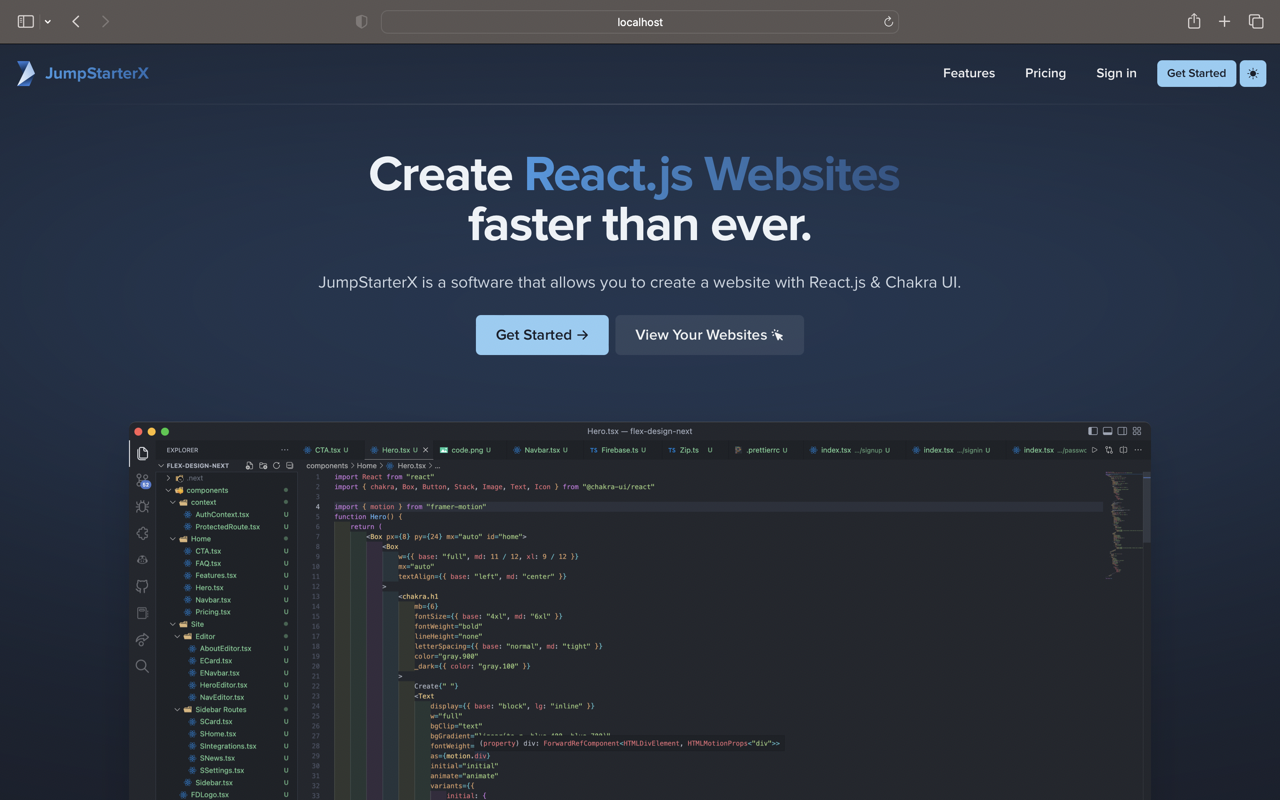 localhost
JumpStarterX
Features
Pricing
Sign in
Get Started
Create React.js Websites
faster than ever.
JumpStarterX is a software that allows you to create a website with React.js & Chakra UI.
Get Started →
View Your Websites
Hero.tsx — flex-design-next
EXPLORER
CTA.tsx U
Hero.tsx U
code.png U
Navbar.tsx U
TS Firebase.ts U
TS Zip.ts U
.prettierrc U
index.tsx .../signup U
index.tsx .../signin U
index.tsx .../passwc
FLEX-DESIGN-NEXT
components > Home > Hero.tsx > ...
.next
52
components
context
AuthContext.tsx U
ProtectedRoute.tsx U
Home
CTA.tsx U
FAQ.tsx U
Features.tsx U
Hero.tsx U
Navbar.tsx U
Pricing.tsx U
Site
Editor
AboutEditor.tsx U
ECard.tsx U
ENavbar.tsx U
HeroEditor.tsx U
NavEditor.tsx U
Sidebar Routes
SCard.tsx U
SHome.tsx U
SIntegrations.tsx U
SNews.tsx U
SSettings.tsx U
Sidebar.tsx U
FDLogo.tsx U
1 import React from "react"
2 import { chakra, Box, Button, Stack, Image, Text, Icon } from "@chakra-ui/react"
3
4 import { motion } from "framer-motion"
5 function Hero() {
6 return (
7 <Box px={8} py={24} mx="auto" id="home">
8 <Box
9 w={{ base: "full", md: 11 / 12, xl: 9 / 12 }}
10 mx="auto"
11 textAlign={{ base: "left", md: "center" }}
12 >
13 <chakra.h1
14 mb={6}
15 fontSize={{ base: "4xl", md: "6xl" }}
16 fontWeight="bold"
17 lineHeight="none"
18 letterSpacing={{ base: "normal", md: "tight" }}
19 color="gray.900"
20 _dark={{ color: "gray.100" }}
21 >
22 Create{" "}
23 <Text
24 display={{ base: "block", lg: "inline" }}
25 w="full"
26 bgClip="text"
27 bgGradient=
28 fontWeight=
(property) div: ForwardRefComponent<HTMLDivElement, HTMLMotionProps<"div">>
29 as={motion.div}
30 initial="initial"
31 animate="animate"
32 variants={{
33 initial: {